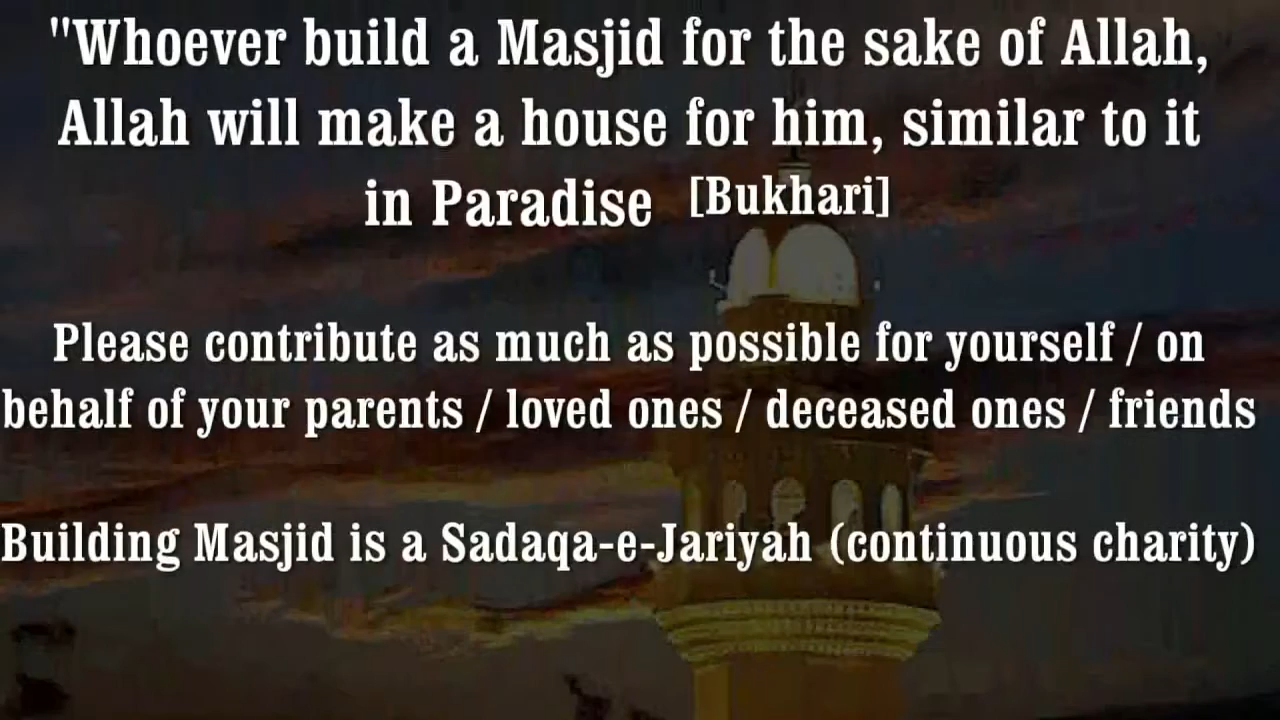 "Whoever build a Masjid for the sake of Allah,
Allah will make a house for him, similar to it
in Paradise [Bukhari]
Please contribute as much as possible for yourself / on
behalf of your parents / loved ones / deceased ones / friends
Building Masjid is a Sadaqa-e-Jariyah (continuous charity)